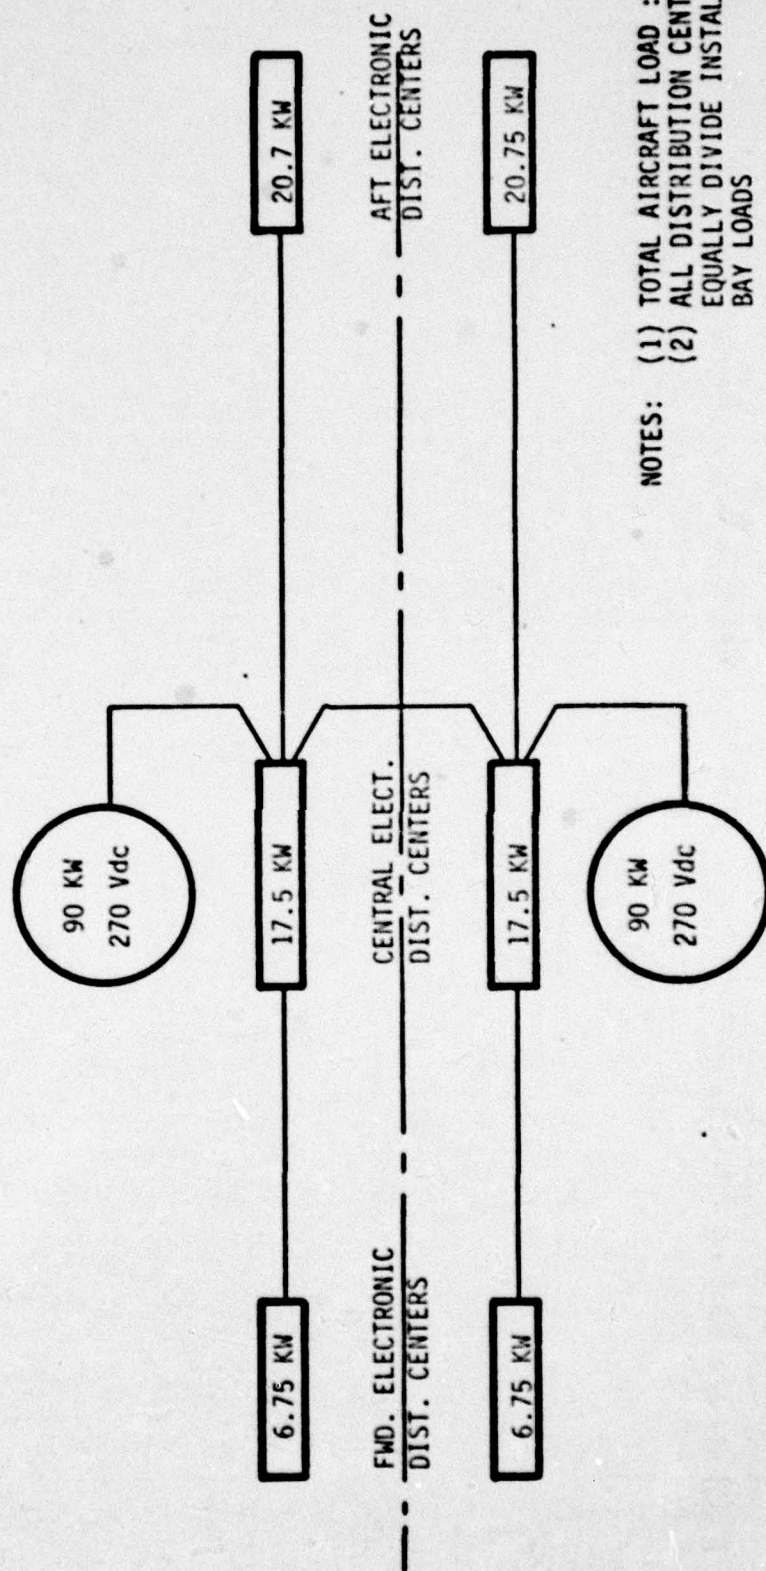 90 KW
270 Vdc
6.75 KW
17.5 KW
20.7 KW
FWD. ELECTRONIC
DIST. CENTERS
CENTRAL ELECT.
DIST. CENTERS
AFT ELECTRONIC
DIST. CENTERS
6.75 KW
17.5 KW
20.75 KW
90 KW
270 Vdc
NOTES: (1) TOTAL AIRCRAFT LOAD :
(2) ALL DISTRIBUTION CENT
EQUALLY DIVIDE INSTAL
BAY LOADS